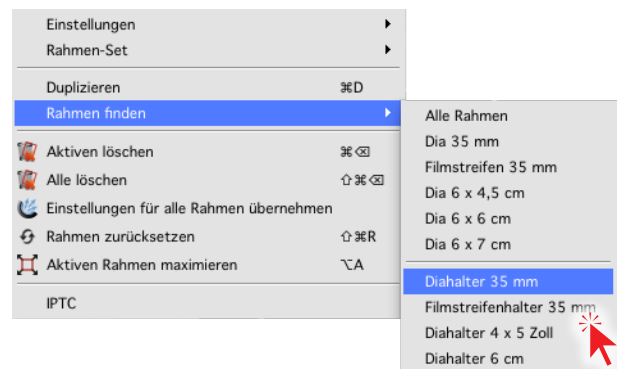 Einstellungen
Rahmen-Set
Duplizieren ⌘D
Rahmen finden
Aktiven löschen ⌘⌫
Alle löschen ⇧⌘⌫
Einstellungen für alle Rahmen übernehmen
Rahmen zurücksetzen ⇧⌘R
Aktiven Rahmen maximieren ⌥A
IPTC
Alle Rahmen
Dia 35 mm
Filmstreifen 35 mm
Dia 6 x 4,5 cm
Dia 6 x 6 cm
Dia 6 x 7 cm
Diahalter 35 mm
Filmstreifenhalter 35 mm
Diahalter 4 x 5 Zoll
Diahalter 6 cm